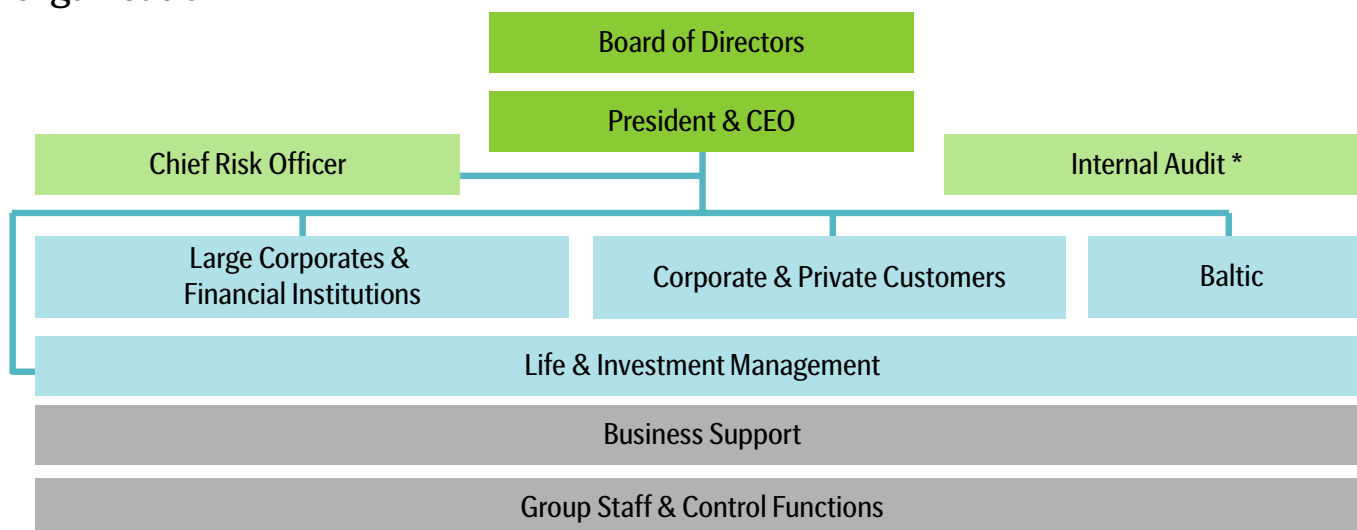 Board of Directors
President & CEO
Chief Risk Officer
Internal Audit *
Large Corporates &
Financial Institutions
Corporate & Private Customers
Baltic
Life & Investment Management
Business Support
Group Staff & Control Functions